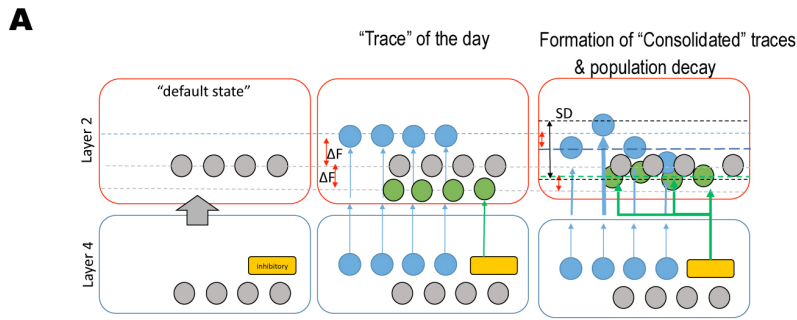 A
"Trace" of the day
Formation of "Consolidated" traces
& population decay
Layer 2
"default state"
ΔF
ΔF
SD
Layer 4
inhibitory